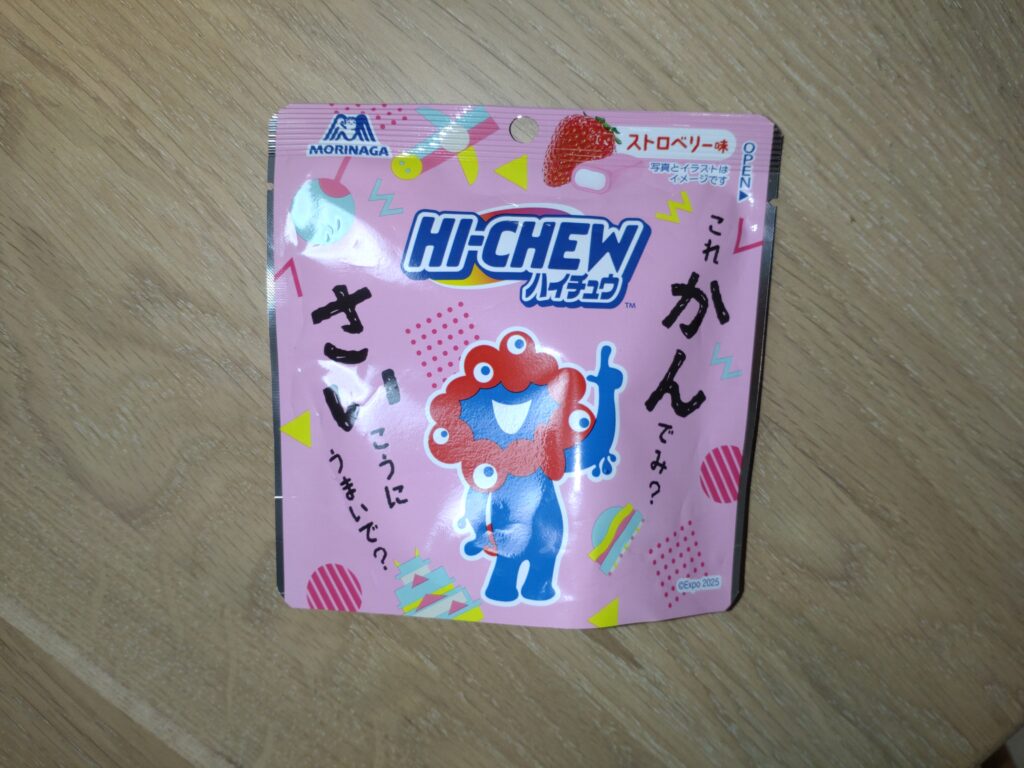 MORINAGA
ストロベリー味
写真とイラストは
イメージです
OPEN
HI-CHEW
ハイチュウ
TM
これ
かん
でみ?
さい
こうに
うまいで?
©Expo 2025